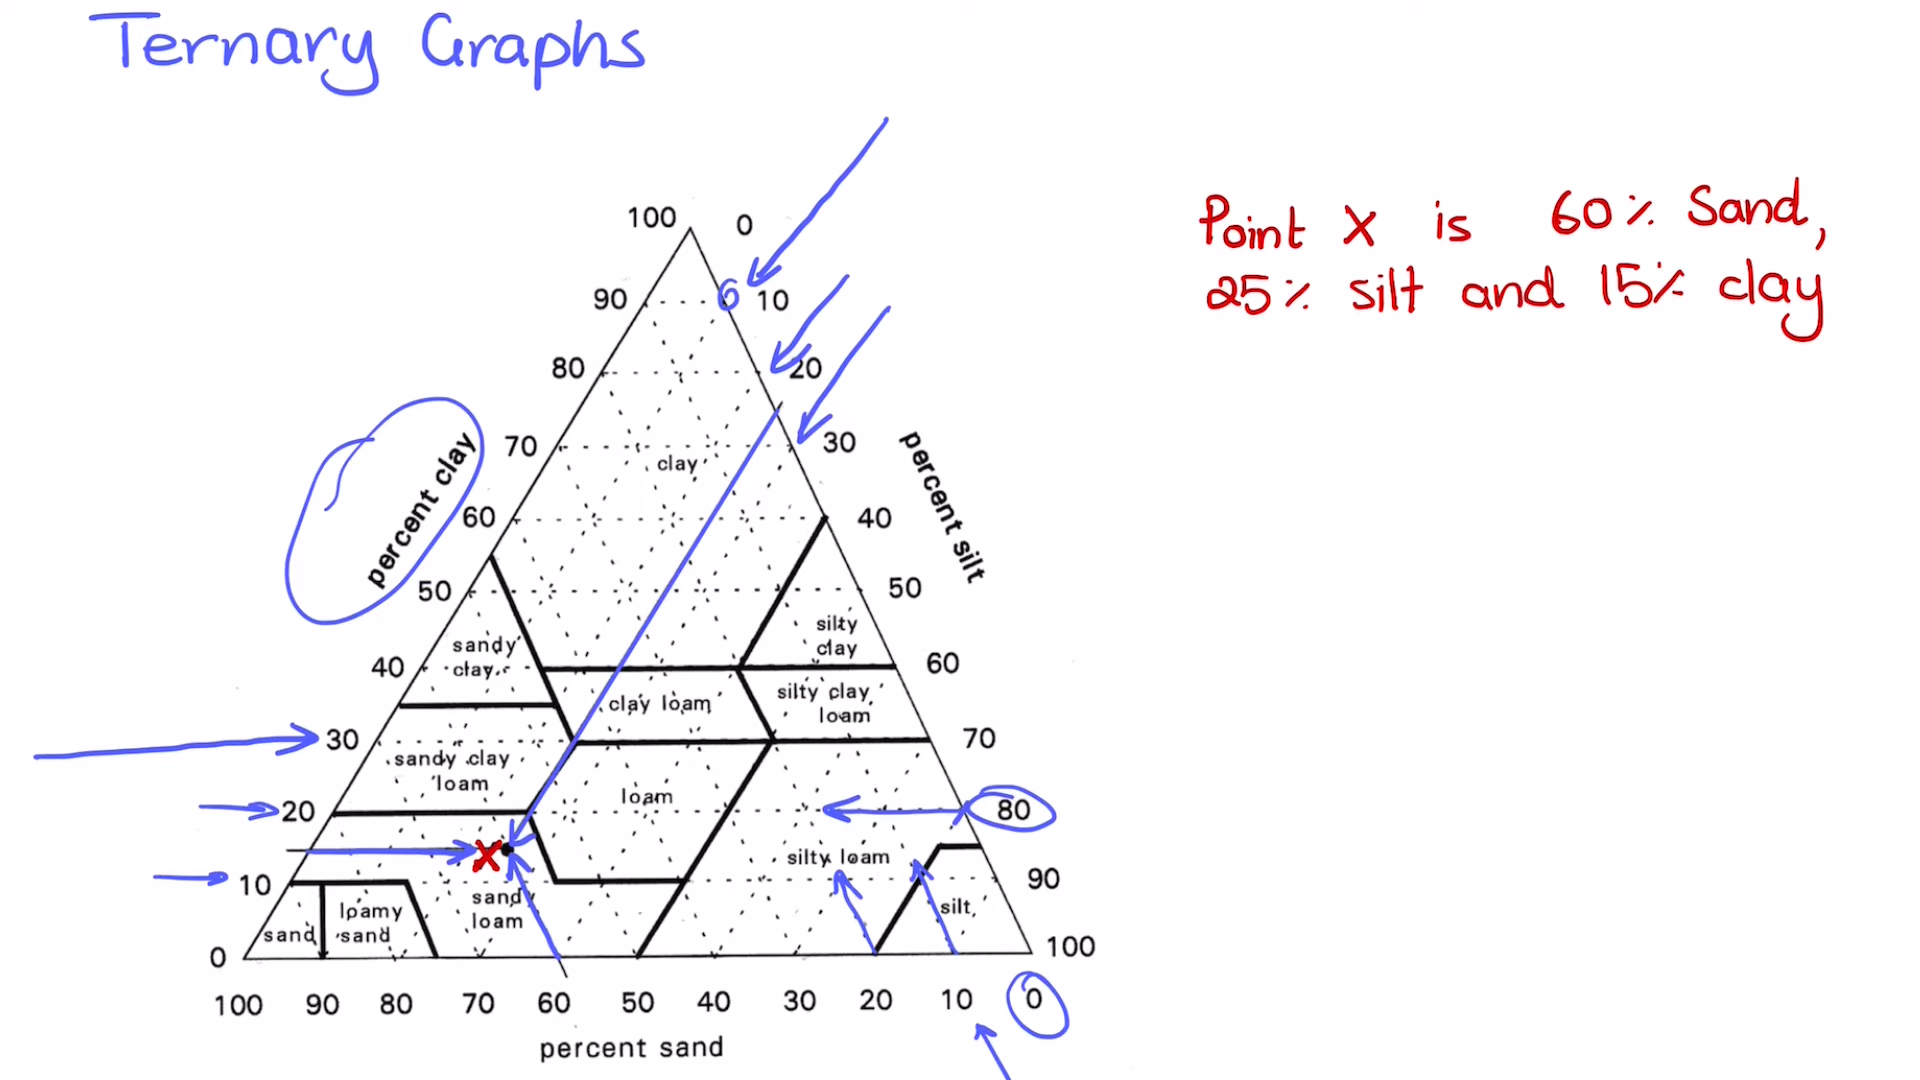 Ternary Graphs
Point X is 60% Sand,
25% silt and 15% clay
100
0
90
10
80
20
70
30
clay
60
40
percent clay
percent silt
50
50
sandy
clay
silty
clay
40
60
clay loam
silty clay
loam
30
70
sandy clay
loam
loam
20
80
X
silty loam
10
90
sand
loamy
sand
sand
loam
silt
0
100
100 90 80 70 60 50 40 30 20 10 0
percent sand